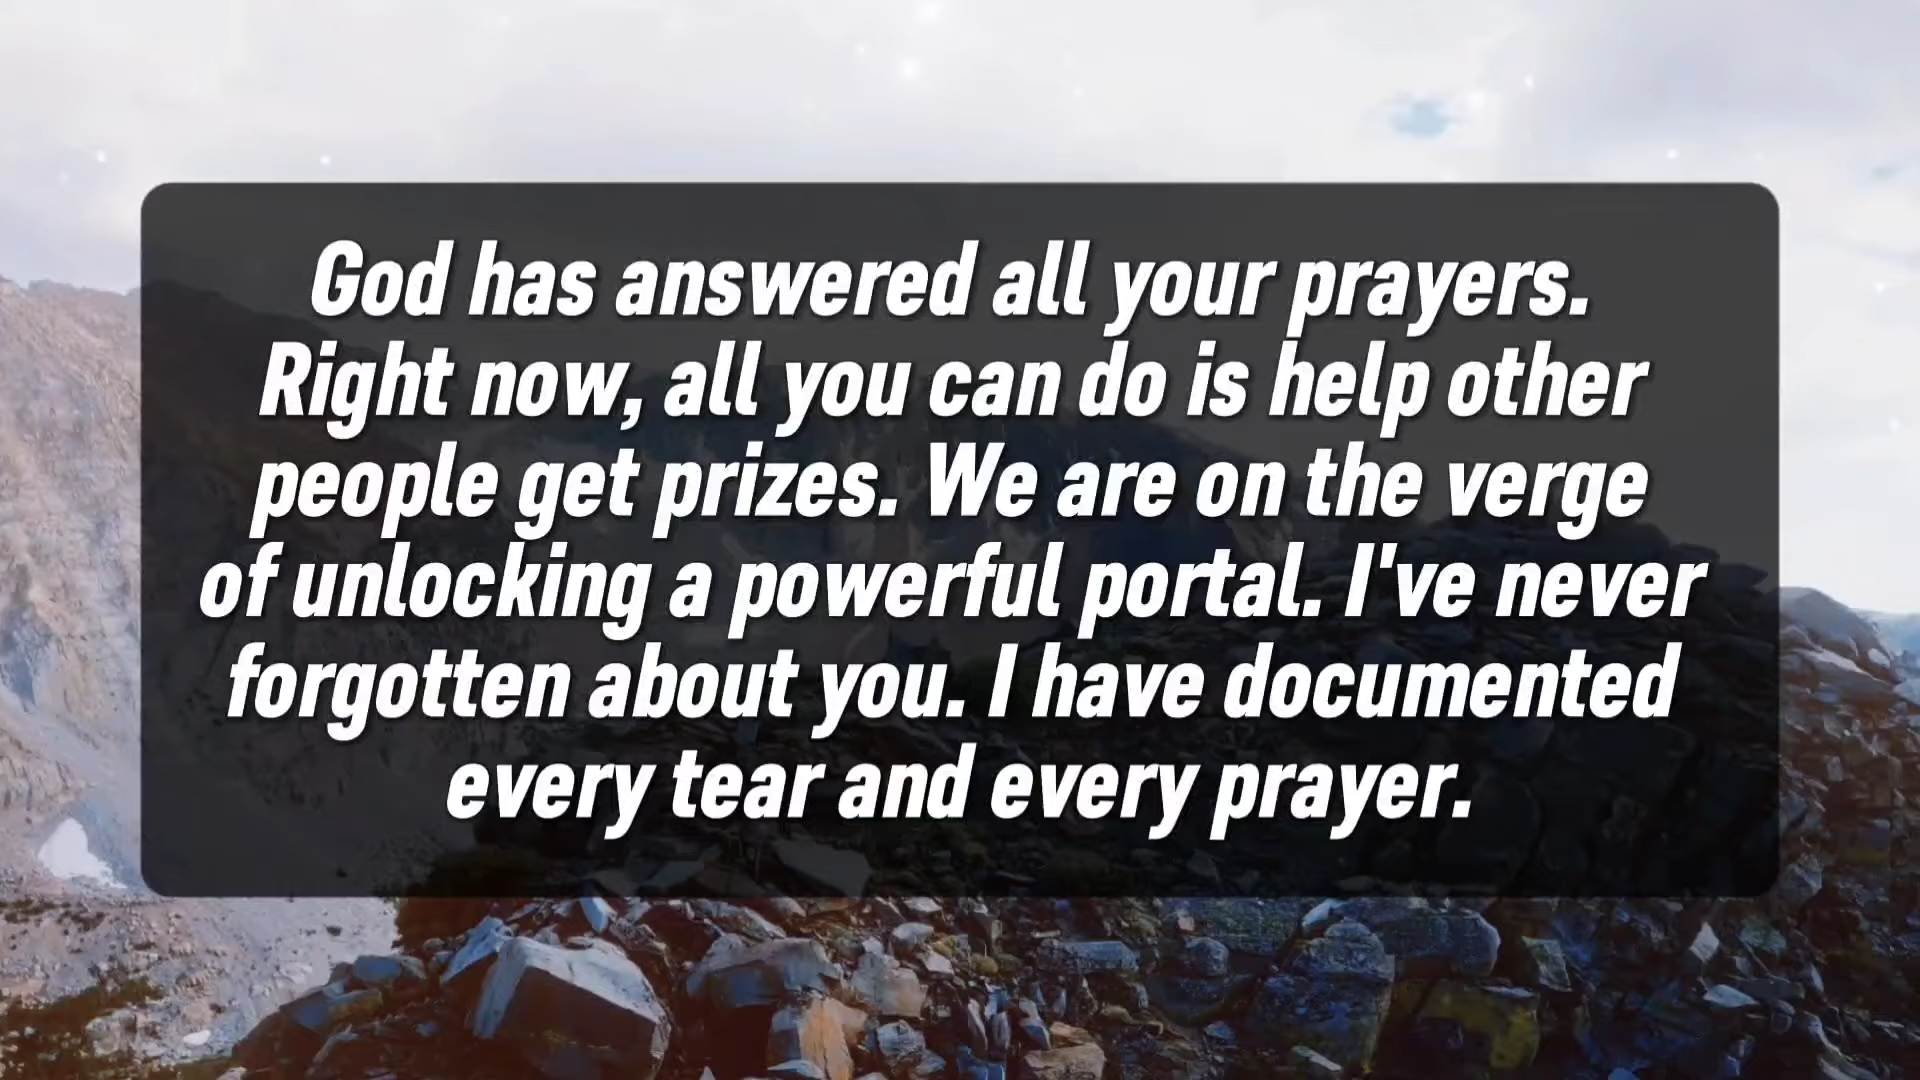 God has answered all your prayers.
Right now, all you can do is help other
people get prizes. We are on the verge
of unlocking a powerful portal. I've never
forgotten about you. I have documented
every tear and every prayer.